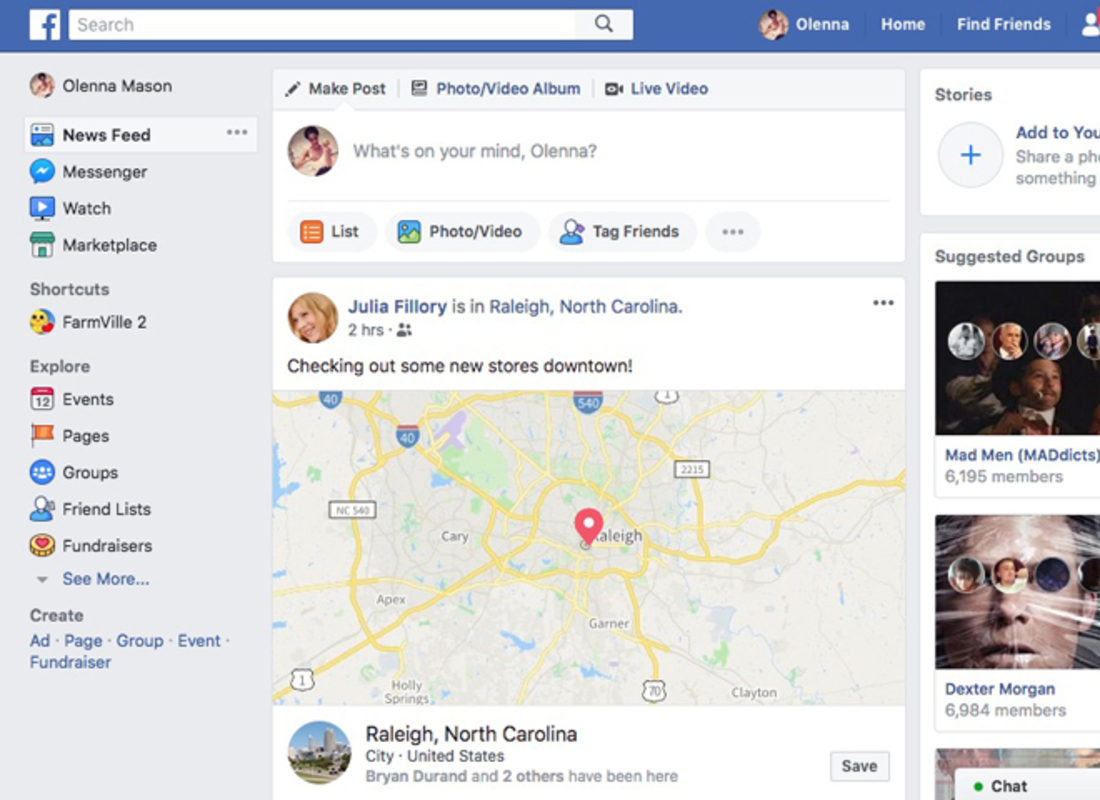 Search
Olenna
Home
Find Friends
Olenna Mason
News Feed
Messenger
Watch
Marketplace
Shortcuts
FarmVille 2
Explore
12
Events
Pages
Groups
Friend Lists
Fundraisers
See More...
Create
Ad · Page · Group · Event ·
Fundraiser
Make Post
Photo/Video Album
Live Video
What's on your mind, Olenna?
List
Photo/Video
Tag Friends
Julia Fillory is in Raleigh, North Carolina.
2 hrs ·
Checking out some new stores downtown!
40
540
1
40
2215
NC 540
Cary
Raleigh
Apex
Garner
1
Holly
Springs
70
Clayton
Raleigh, North Carolina
City · United States
Bryan Durand and 2 others have been here
Save
Stories
Add to You
Share a pho
something
Suggested Groups
Mad Men (MADdicts)
6,195 members
Dexter Morgan
6,984 members
Chat